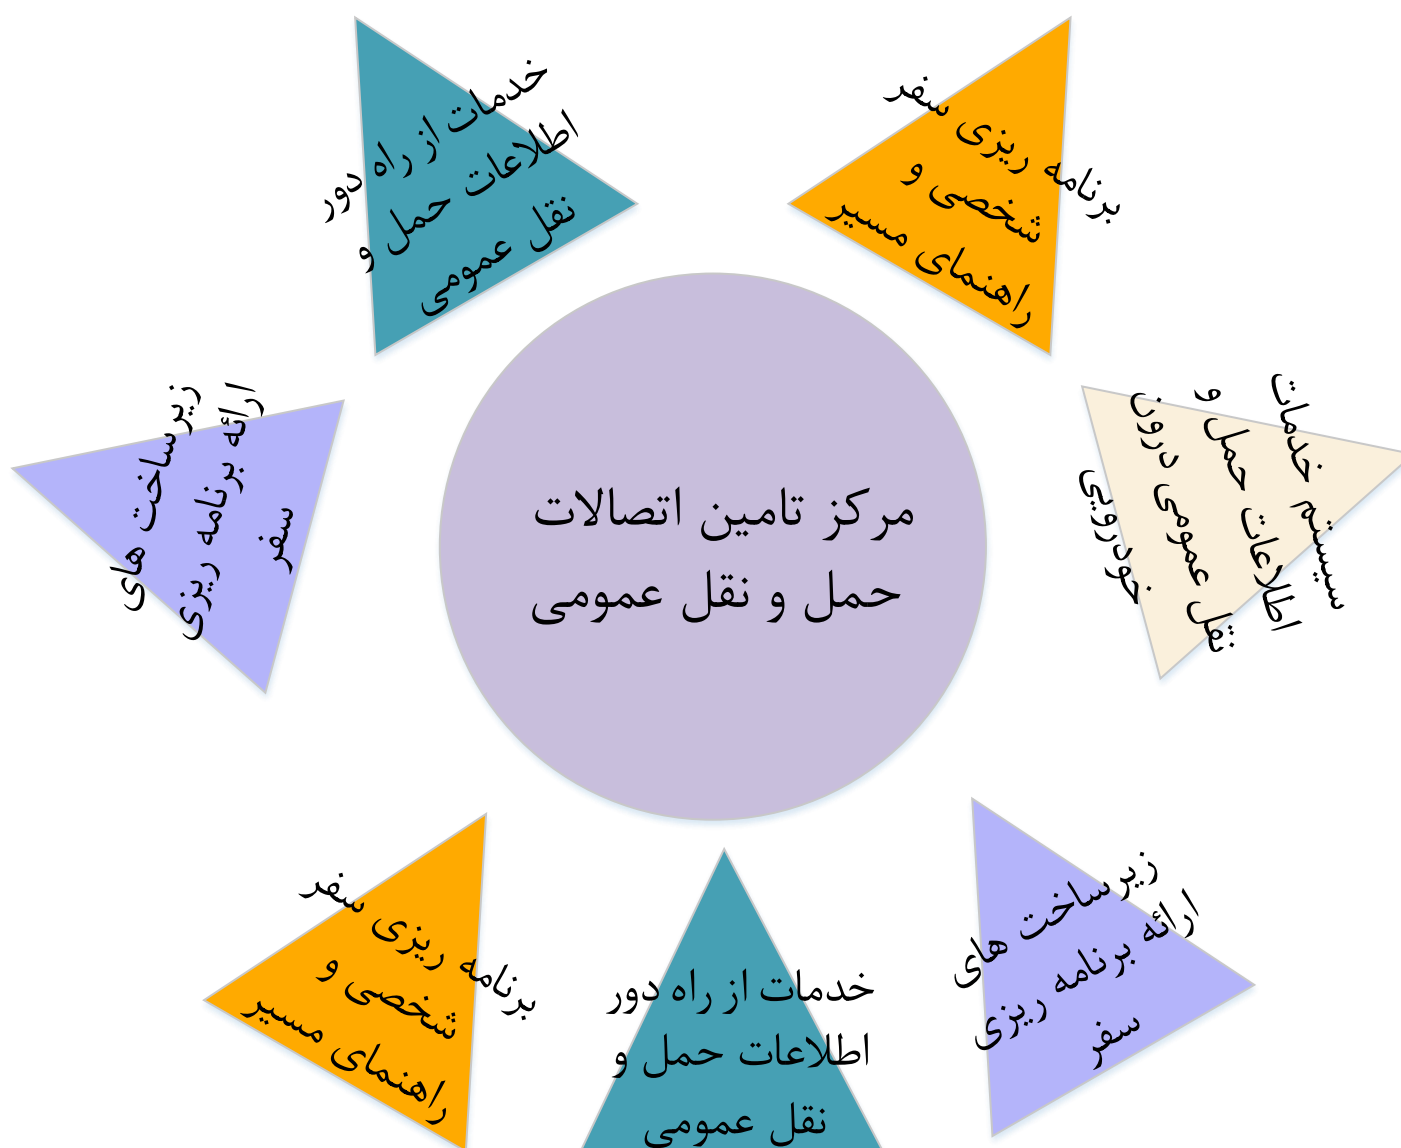 خدمات از راه دور
اطلاعات حمل و
نقل عمومی
برنامه ریزی سفر
شخصی و
راهنمای مسیر
زیرساخت های
ارائه برنامه ریزی
سفر
مرکز تامین اتصالات
حمل و نقل عمومی
سیستم خدمات
اطلاعات حمل و
نقل عمومی درون
خودرویی
برنامه ریزی سفر
شخصی و
راهنمای مسیر
خدمات از راه دور
اطلاعات حمل و
نقل عمومی
زیرساخت های
ارائه برنامه ریزی
سفر